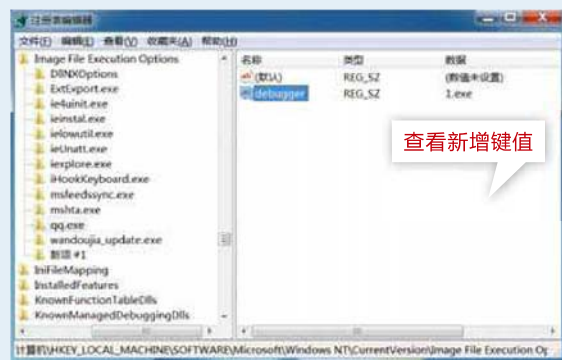 注册表编辑器
文件(F) 编辑(E) 查看(V) 收藏夹(A) 帮助(H)
Image File Execution Options
DllNXOptions
ExtExport.exe
ie4uinit.exe
ieinstal.exe
ielowutil.exe
ieUnatt.exe
iexplore.exe
iHookKeyboard.exe
msfeedssync.exe
mshta.exe
qq.exe
wandoujia_update.exe
新项 #1
IniFileMapping
InstalledFeatures
KnownFunctionTableDlls
KnownManagedDebuggingDlls
名称 类型 数据
(默认) REG_SZ (数值未设置)
debugger REG_SZ 1.exe
查看新增键值
计算机\HKEY_LOCAL_MACHINE\SOFTWARE\Microsoft\Windows NT\CurrentVersion\Image File Execution Op